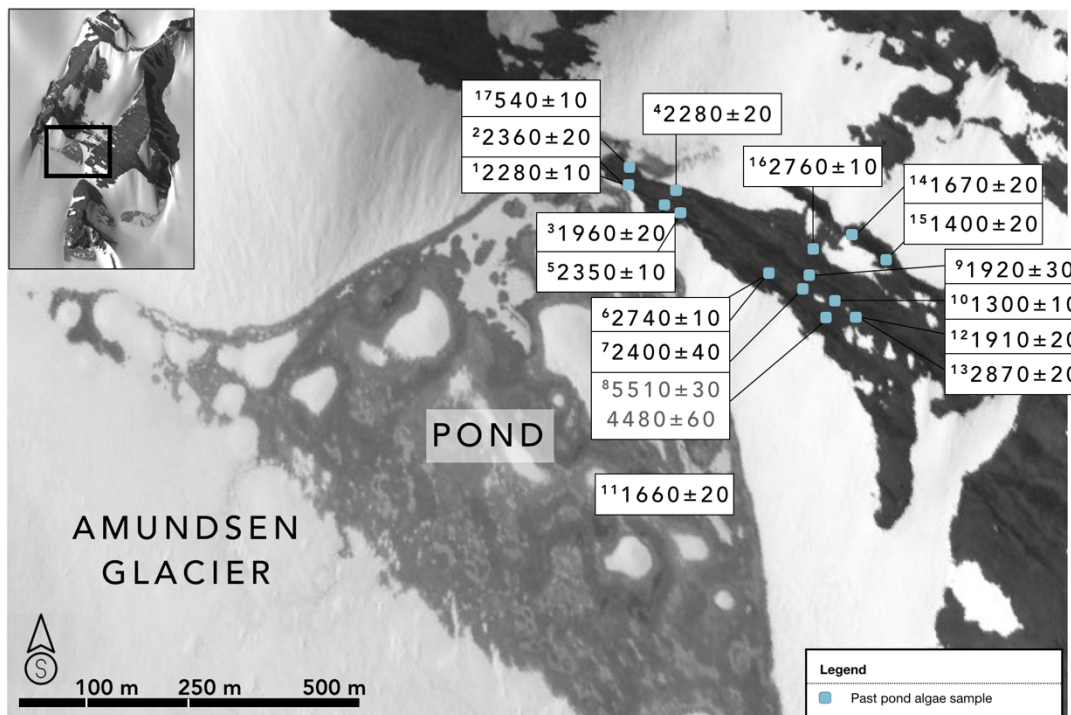 ¹⁷540±10
²2360±20
¹2280±10
⁴2280±20
¹⁶2760±10
¹⁴1670±20
¹⁵1400±20
³1960±20
⁵2350±10
⁹1920±30
¹⁰1300±10
¹²1910±20
¹³2870±20
⁶2740±10
⁷2400±40
⁸5510±30
4480±60
POND
¹¹1660±20
AMUNDSEN
GLACIER
S
100 m 250 m 500 m
Legend
Past pond algae sample